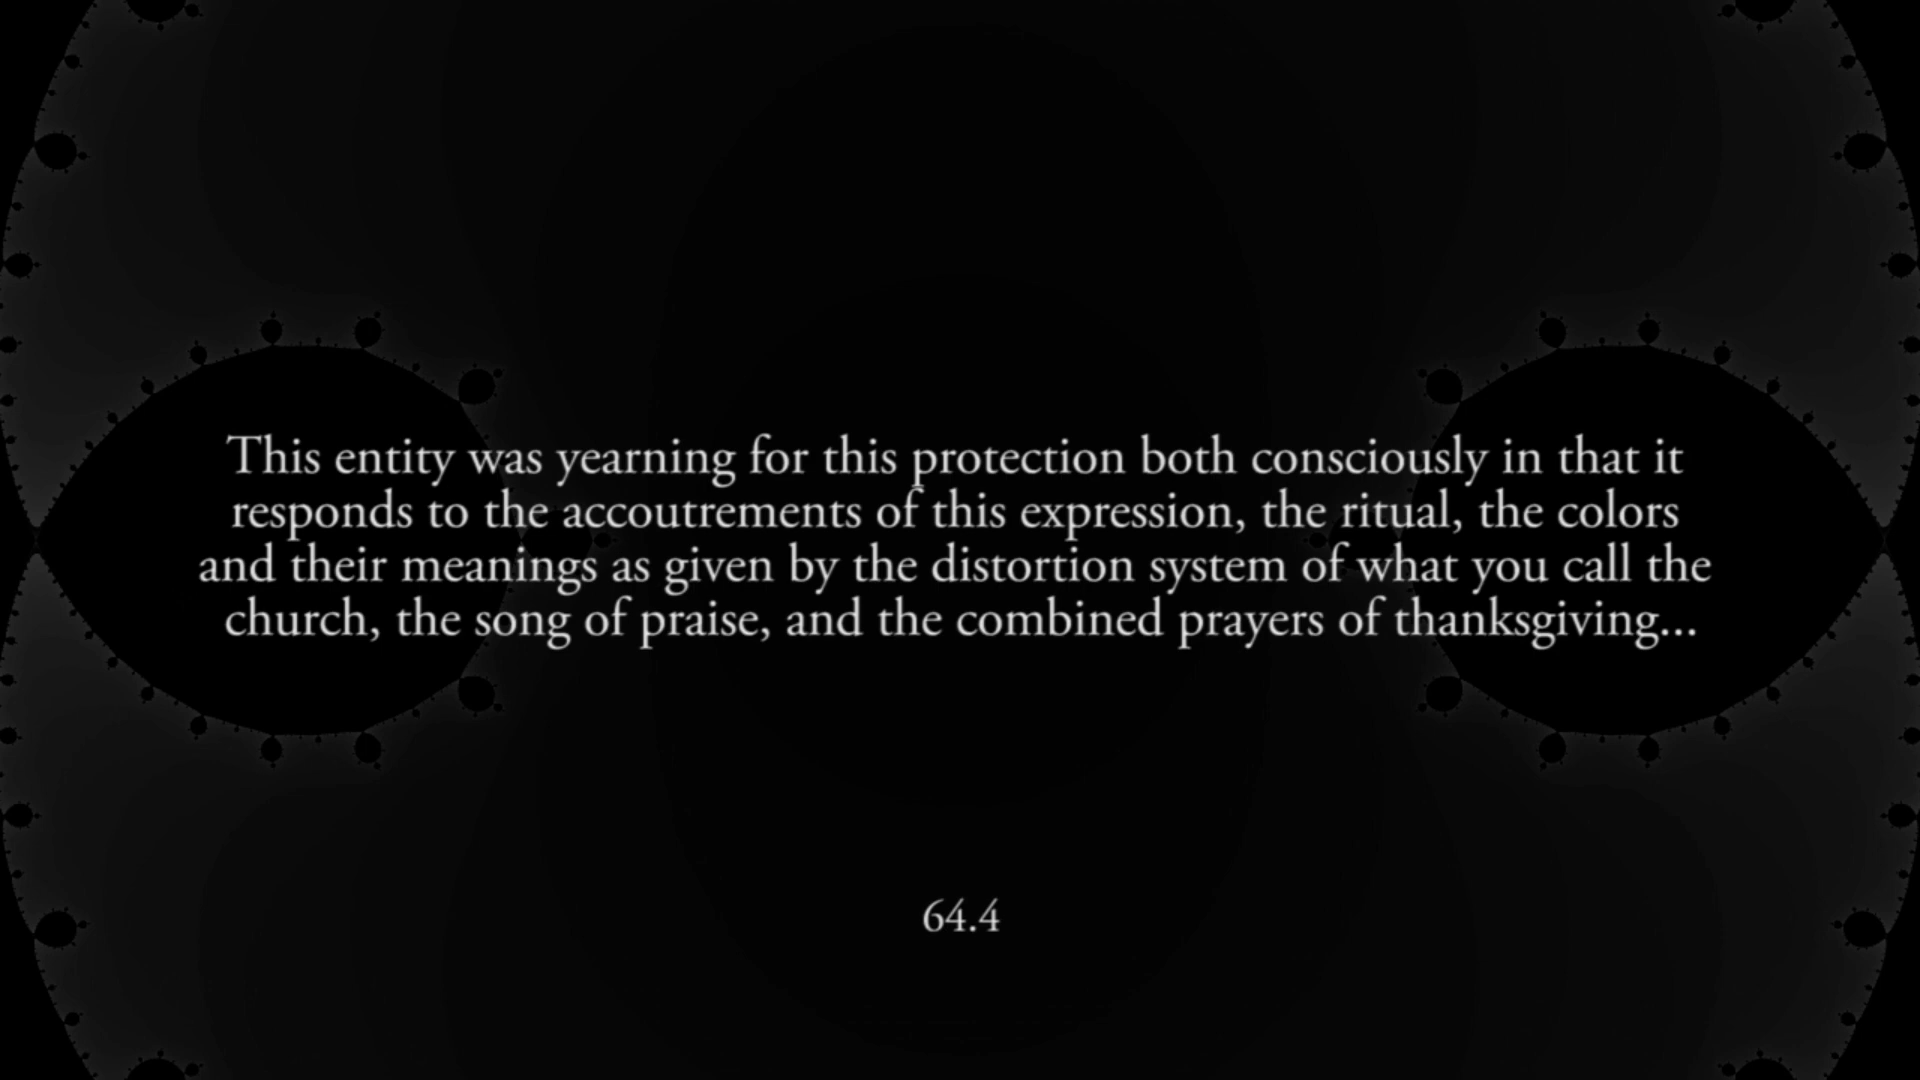 This entity was yearning for this protection both consciously in that it
responds to the accoutrements of this expression, the ritual, the colors
and their meanings as given by the distortion system of what you call the
church, the song of praise, and the combined prayers of thanksgiving...
64.4